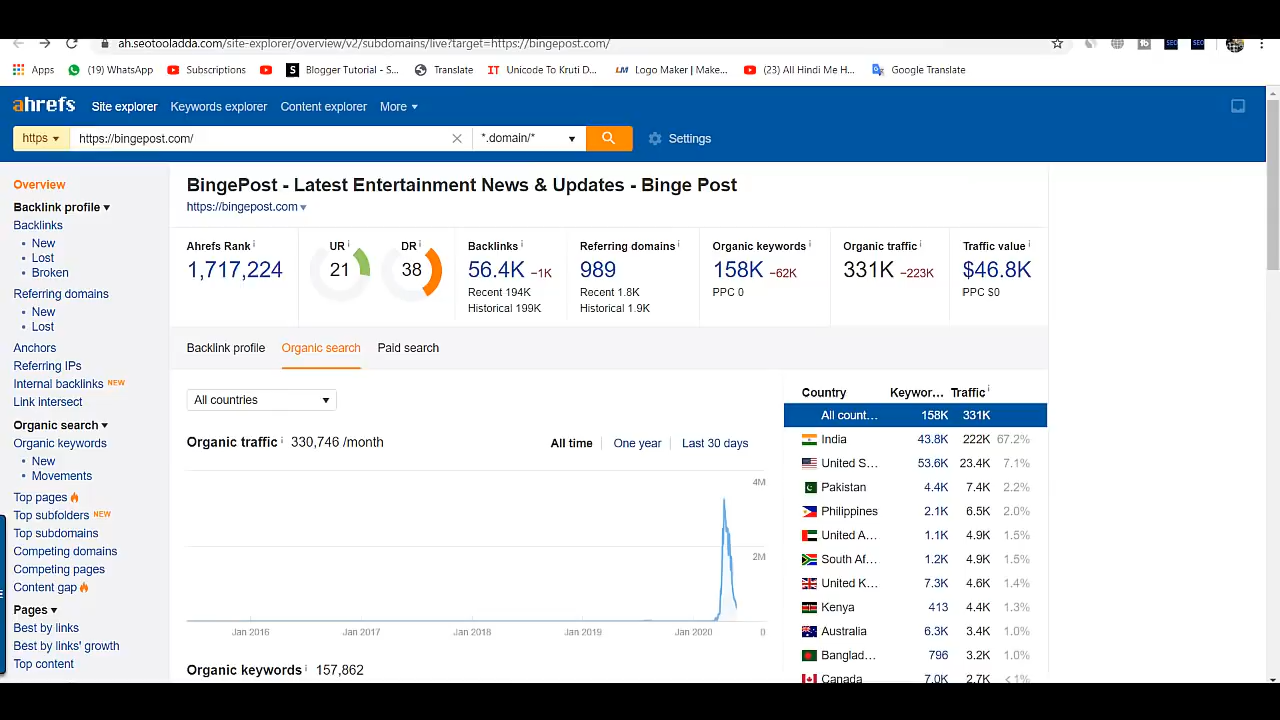 ah.seotooladda.com/site-explorer/overview/v2/subdomains/live?target=https://bingepost.com/
Apps (19) WhatsApp Subscriptions Blogger Tutorial - S... Translate Unicode To Kruti D... Logo Maker | Make... (23) All Hindi Me H... Google Translate
ahrefs Site explorer Keywords explorer Content explorer More
https https://bingepost.com/ *.domain/* Settings
Overview
Backlink profile
Backlinks
New
Lost
Broken
Referring domains
New
Lost
Anchors
Referring IPs
Internal backlinks NEW
Link intersect
Organic search
Organic keywords
New
Movements
Top pages
Top subfolders NEW
Top subdomains
Competing domains
Competing pages
Content gap
Pages
Best by links
Best by links' growth
Top content
BingePost - Latest Entertainment News & Updates - Binge Post
https://bingepost.com
Ahrefs Rank i UR i DR i Backlinks i Referring domains i Organic keywords i Organic traffic i Traffic value i
1,717,224 21 38 56.4K −1K 989 158K −62K 331K −223K $46.8K
Recent 194K Recent 1.8K PPC 0 PPC $0
Historical 199K Historical 1.9K
Backlink profile Organic search Paid search
All countries
Organic traffic i 330,746 /month All time One year Last 30 days
4M
2M
Jan 2016 Jan 2017 Jan 2018 Jan 2019 Jan 2020 0
Organic keywords i 157,862
Country Keywor... Traffic i
All count... 158K 331K
India 43.8K 222K 67.2%
United S... 53.6K 23.4K 7.1%
Pakistan 4.4K 7.4K 2.2%
Philippines 2.1K 6.5K 2.0%
United A... 1.1K 4.9K 1.5%
South Af... 1.2K 4.9K 1.5%
United K... 7.3K 4.6K 1.4%
Kenya 413 4.4K 1.3%
Australia 6.3K 3.4K 1.0%
Banglad... 796 3.2K 1.0%
Canada 7.0K 2.7K <1%